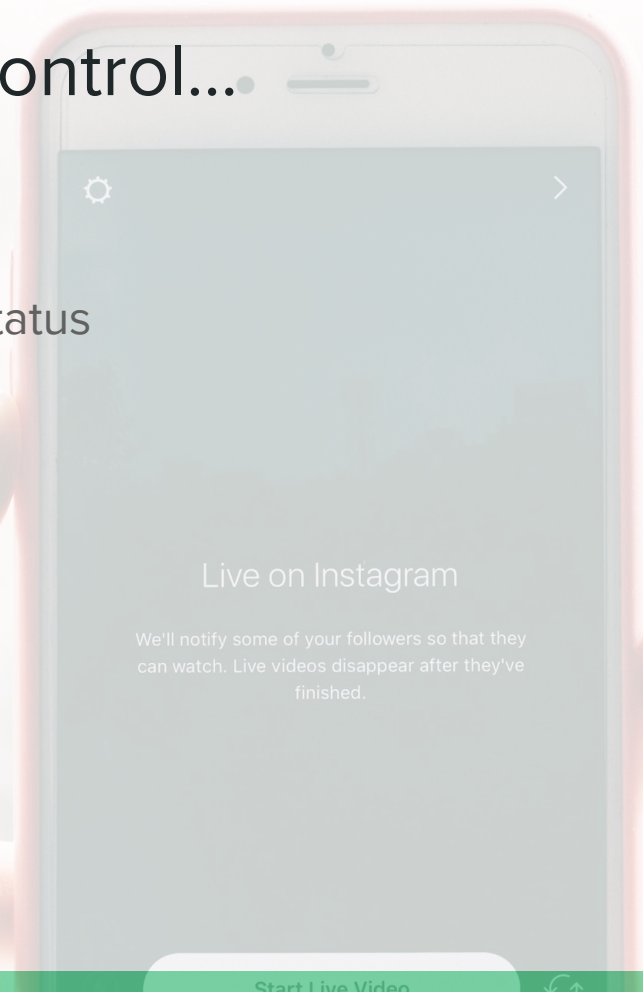 ontrol...
tatus
Live on Instagram
We'll notify some of your followers so that they
can watch. Live videos disappear after they've
finished.
Start Live Video